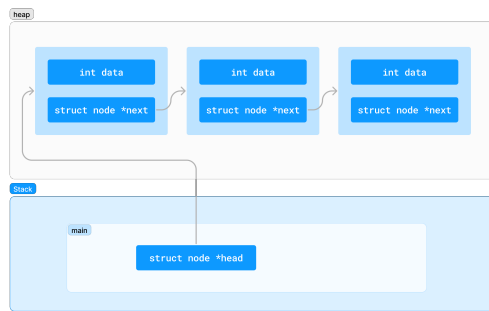 heap
int data
int data
int data
struct node *next
struct node *next
struct node *next
Stack
main
struct node *head